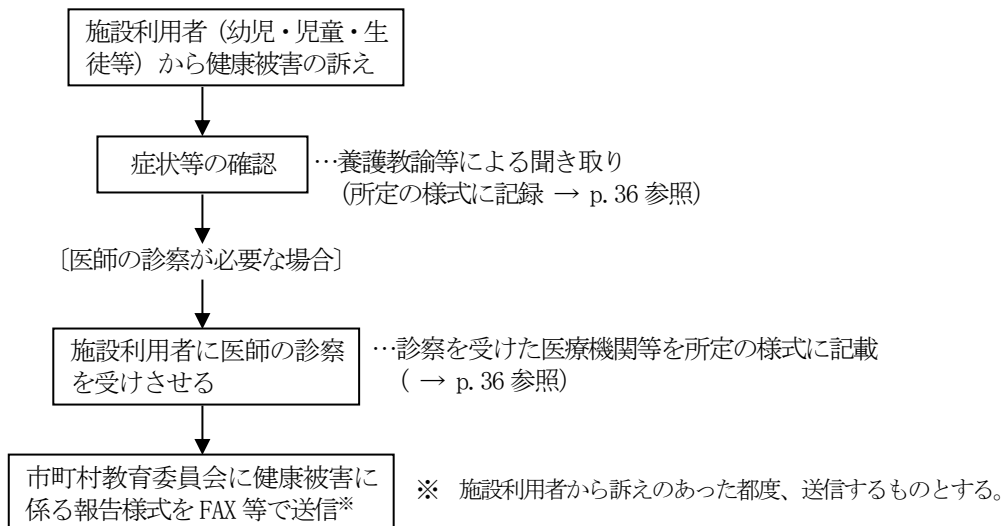 施設利用者（幼児・児童・生
徒等）から健康被害の訴え
症状等の確認 …養護教諭等による聞き取り
（所定の様式に記録 → p.36 参照）
〔医師の診察が必要な場合〕
施設利用者に医師の診察 …診察を受けた医療機関等を所定の様式に記載
を受けさせる （ → p.36 参照）
市町村教育委員会に健康被害に
係る報告様式を FAX 等で送信※ ※ 施設利用者から訴えのあった都度、送信するものとする。